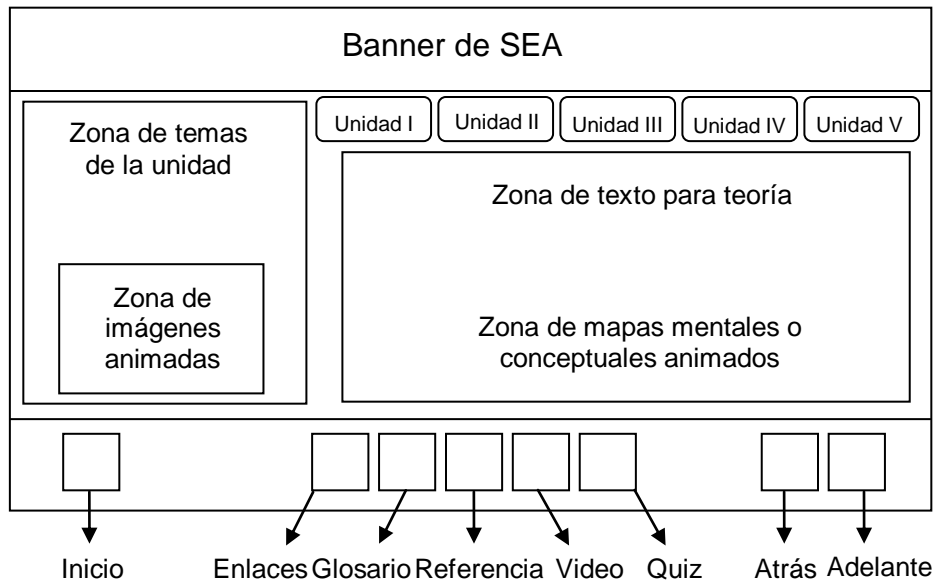 Banner de SEA
Zona de temas
de la unidad
Unidad I
Unidad II
Unidad III
Unidad IV
Unidad V
Zona de texto para teoría
Zona de imágenes
animadas
Zona de mapas mentales o
conceptuales animados
Inicio
Enlaces
Glosario
Referencia
Video
Quiz
Atrás
Adelante